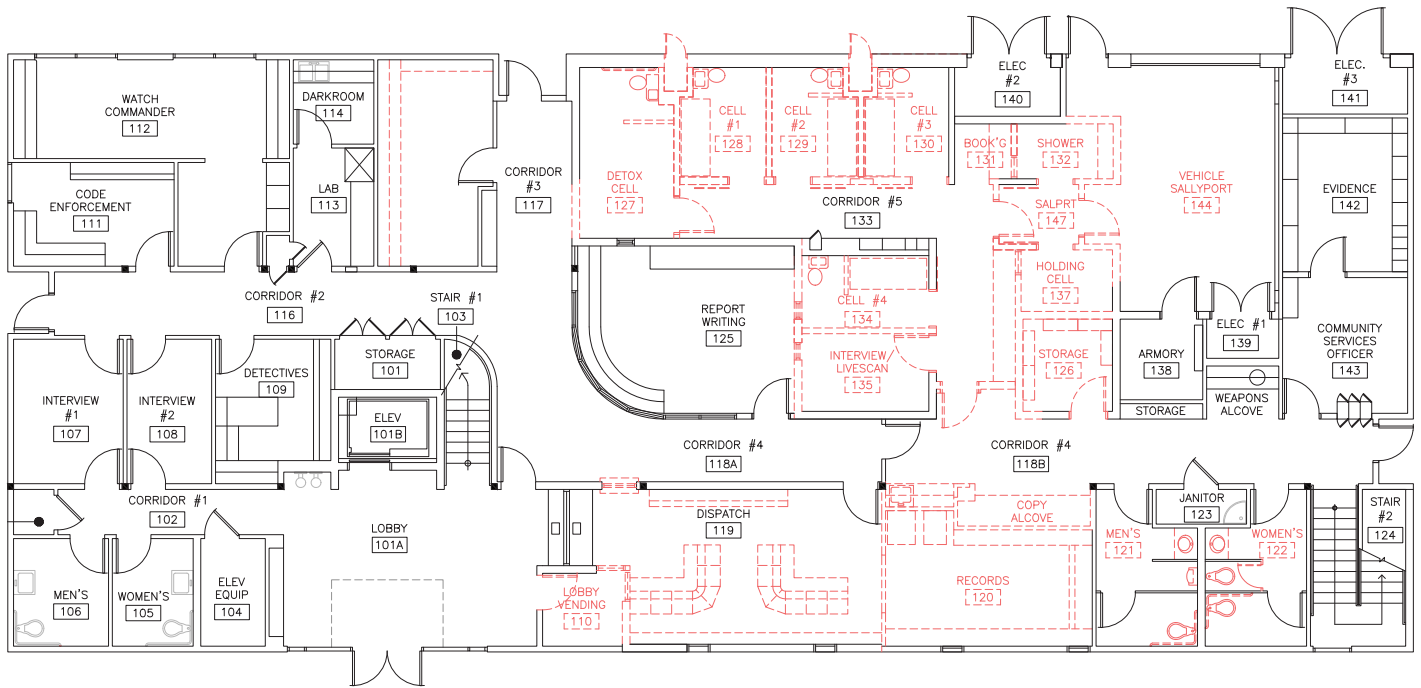 WATCH
COMMANDER
112
DARKROOM
114
CODE
ENFORCEMENT
111
LAB
113
CORRIDOR
#3
117
DETOX
CELL
127
CELL
#1
128
CELL
#2
129
CELL
#3
130
ELEC
#2
140
BOOK'G
131
SHOWER
132
VEHICLE
SALLYPORT
144
ELEC.
#3
141
EVIDENCE
142
CORRIDOR #5
133
SALPRT
147
HOLDING
CELL
137
CORRIDOR #2
116
STAIR #1
103
REPORT
WRITING
125
CELL #4
134
INTERVIEW
LIVESCAN
135
STORAGE
126
ARMORY
138
STORAGE
ELEC #1
139
WEAPONS
ALCOVE
COMMUNITY
SERVICES
OFFICER
143
INTERVIEW
#1
107
INTERVIEW
#2
108
DETECTIVES
109
STORAGE
101
ELEV
101B
CORRIDOR #4
118A
CORRIDOR #4
118B
CORRIDOR #1
102
LOBBY
101A
DISPATCH
119
COPY
ALCOVE
JANITOR
123
STAIR
#2
124
MEN'S
106
WOMEN'S
105
ELEV
EQUIP
104
LOBBY
VENDING
110
RECORDS
120
MEN'S
121
WOMEN'S
122